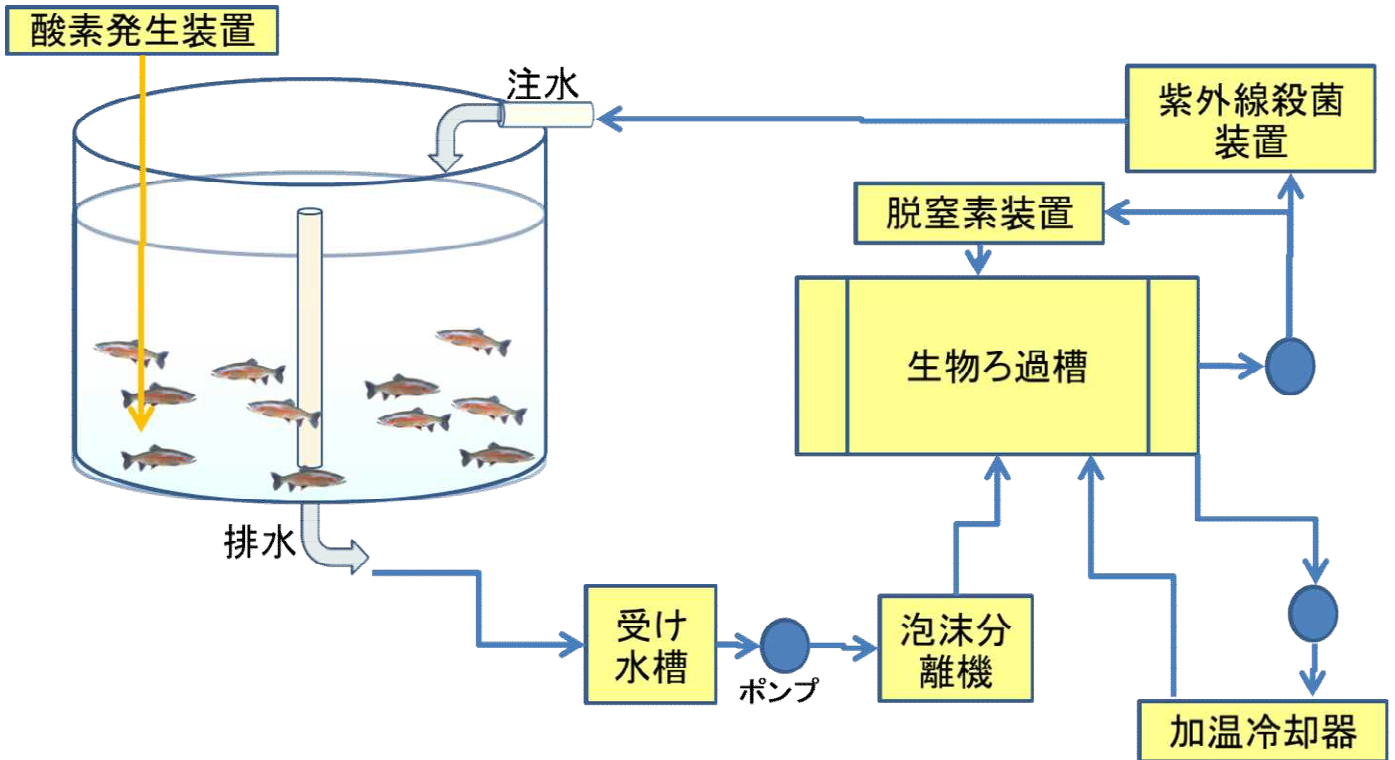 酸素発生装置
注水
紫外線殺菌
装置
脱窒素装置
生物ろ過槽
排水
受け
水槽
ポンプ
泡沫分
離機
加温冷却器